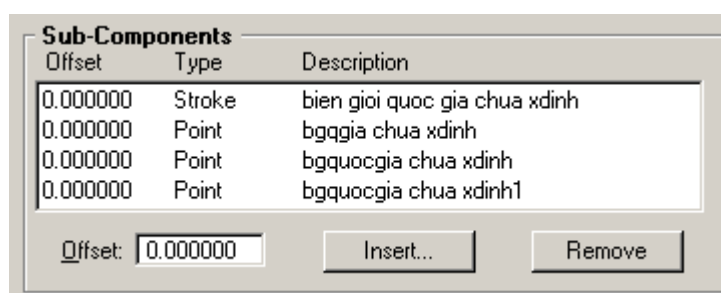 Sub-Components
Offset Type Description
0.000000 Stroke bien gioi quoc gia chua xdinh
0.000000 Point bgqgia chua xdinh
0.000000 Point bgquocgia chua xdinh
0.000000 Point bgquocgia chua xdinh1
Offset: 0.000000 Insert... Remove